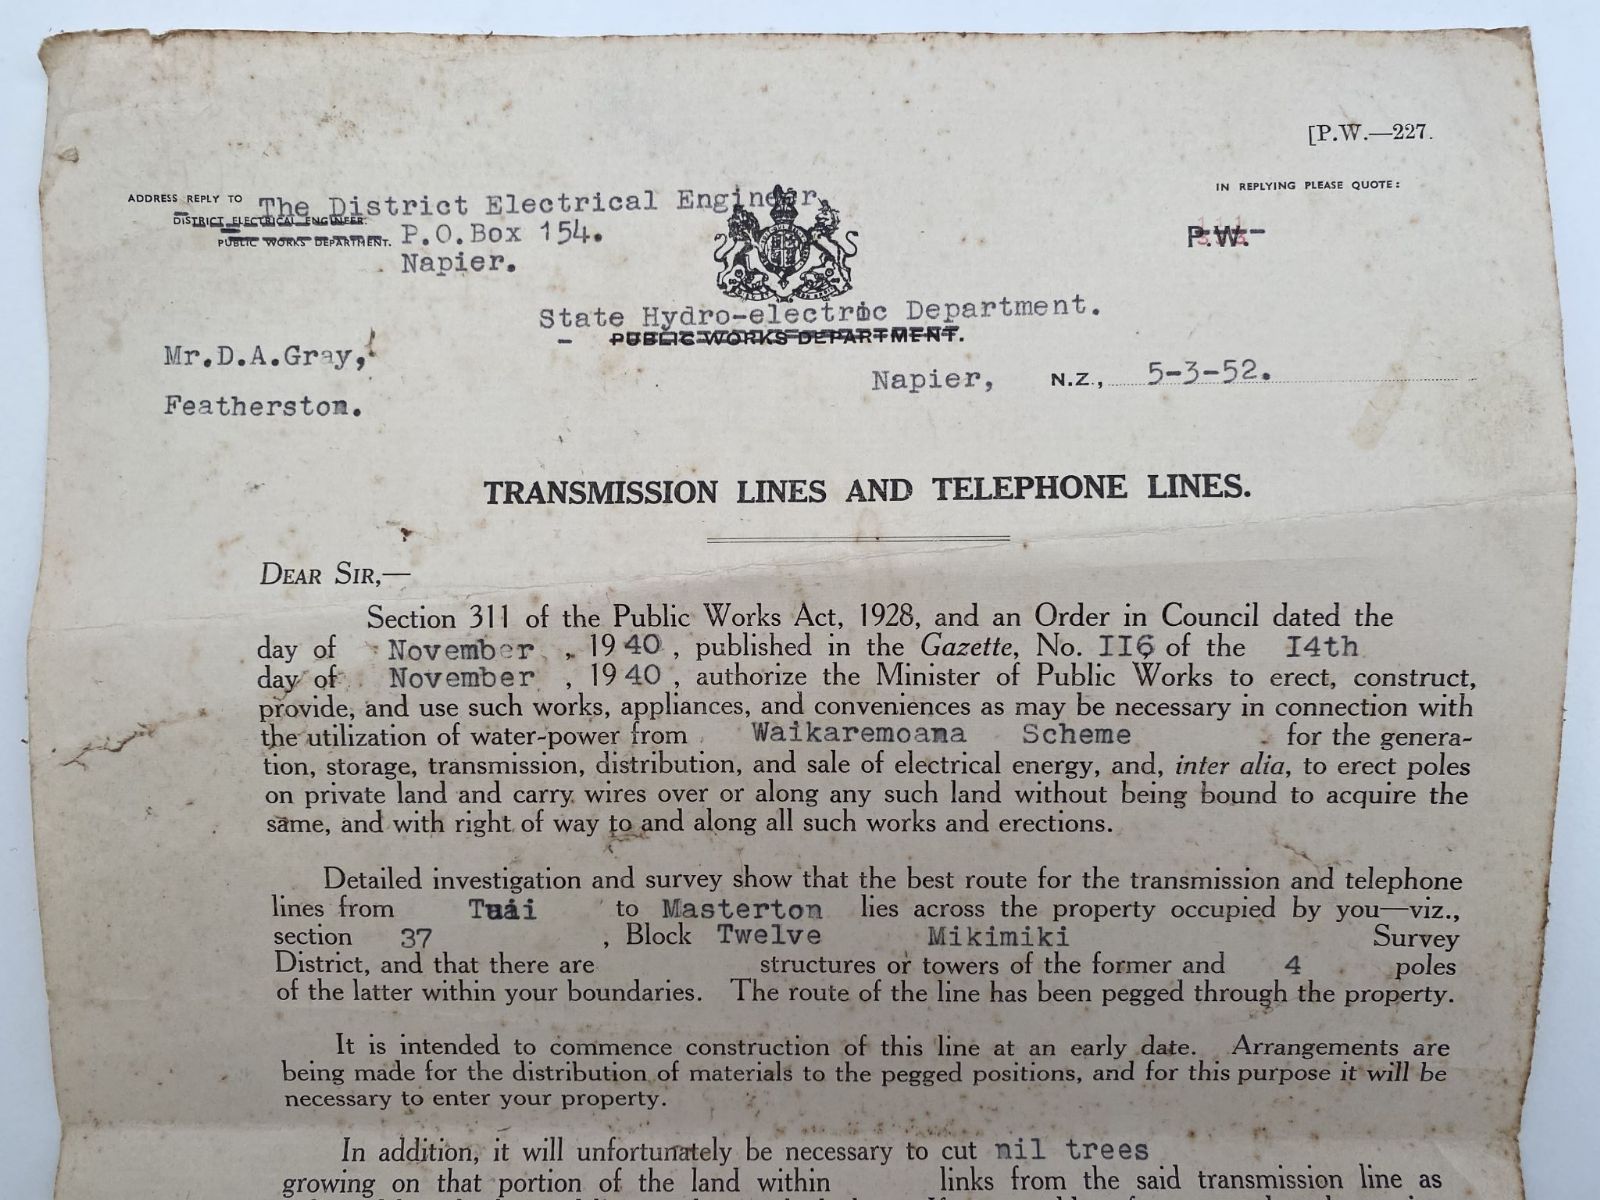 [P.W.—227.
ADDRESS REPLY TO The District Electrical Engineer,
DISTRICT ELECTRICAL ENGINEER.
PUBLIC WORKS DEPARTMENT. P.O.Box 154.
Napier.
IN REPLYING PLEASE QUOTE:
P.W.
State Hydro-electric Department.
PUBLIC WORKS DEPARTMENT.
Mr.D.A.Gray,
Napier, N.Z., 5-3-52.
Featherston.
TRANSMISSION LINES AND TELEPHONE LINES.
DEAR SIR,—
Section 311 of the Public Works Act, 1928, and an Order in Council dated the
day of November , 1940 , published in the Gazette, No. II6 of the I4th
day of November , 1940 , authorize the Minister of Public Works to erect, construct,
provide, and use such works, appliances, and conveniences as may be necessary in connection with
the utilization of water-power from Waikaremoana Scheme for the genera-
tion, storage, transmission, distribution, and sale of electrical energy, and, inter alia, to erect poles
on private land and carry wires over or along any such land without being bound to acquire the
same, and with right of way to and along all such works and erections.
Detailed investigation and survey show that the best route for the transmission and telephone
lines from Tuai to Masterton lies across the property occupied by you—viz.,
section 37 , Block Twelve Mikimiki Survey
District, and that there are structures or towers of the former and 4 poles
of the latter within your boundaries. The route of the line has been pegged through the property.
It is intended to commence construction of this line at an early date. Arrangements are
being made for the distribution of materials to the pegged positions, and for this purpose it will be
necessary to enter your property.
In addition, it will unfortunately be necessary to cut nil trees
growing on that portion of the land within links from the said transmission line as